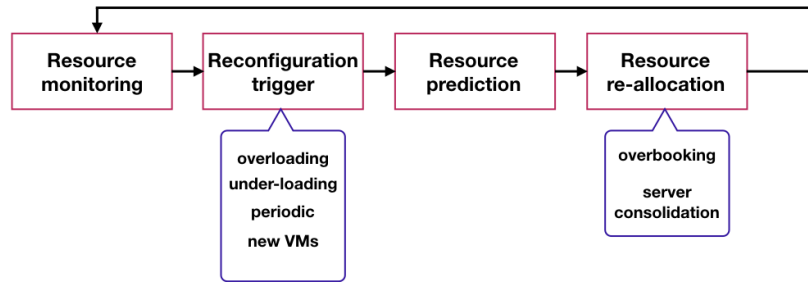 Resource
monitoring
Reconfiguration
trigger
Resource
prediction
Resource
re-allocation
overloading
under-loading
periodic
new VMs
overbooking
server
consolidation